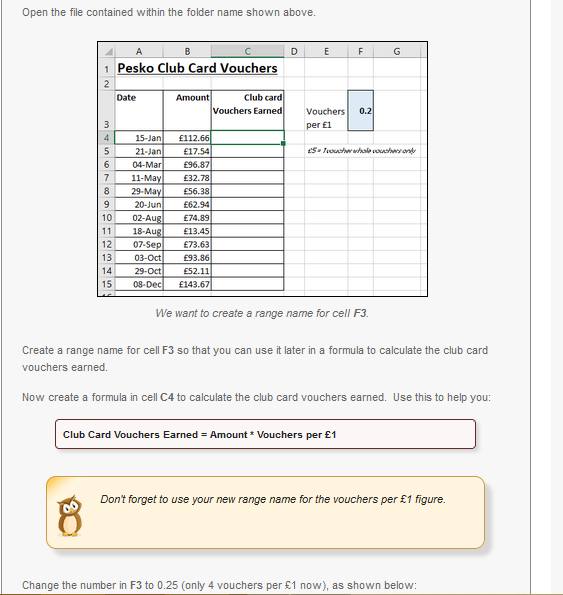 Open the file contained within the folder name shown above.
A B C D E F G
1 Pesko Club Card Vouchers
2
Date Amount Club card
Vouchers Earned Vouchers 0.2
3 per £1
4 15-Jan £112.66
5 21-Jan £17.54 £5 = 1 voucher whole vouchers only
6 04-Mar £96.87
7 11-May £32.78
8 29-May £56.38
9 20-Jun £62.94
10 02-Aug £74.89
11 18-Aug £13.45
12 07-Sep £73.63
13 03-Oct £93.86
14 29-Oct £52.11
15 08-Dec £143.67
We want to create a range name for cell F3.
Create a range name for cell F3 so that you can use it later in a formula to calculate the club card
vouchers earned.
Now create a formula in cell C4 to calculate the club card vouchers earned. Use this to help you:
Club Card Vouchers Earned = Amount * Vouchers per £1
Don't forget to use your new range name for the vouchers per £1 figure.
Change the number in F3 to 0.25 (only 4 vouchers per £1 now), as shown below: